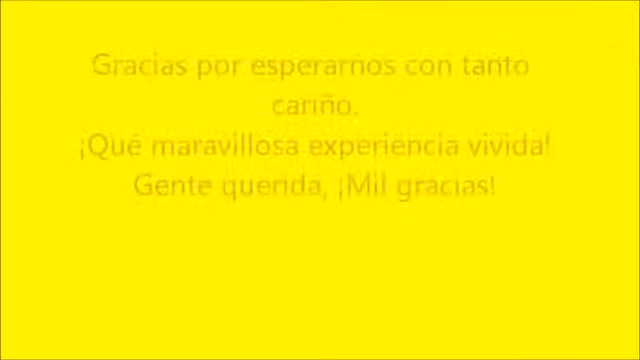 Gracias por esperarnos con tanto
cariño.
¡Qué maravillosa experiencia vivida!
Gente querida, ¡Mil gracias!